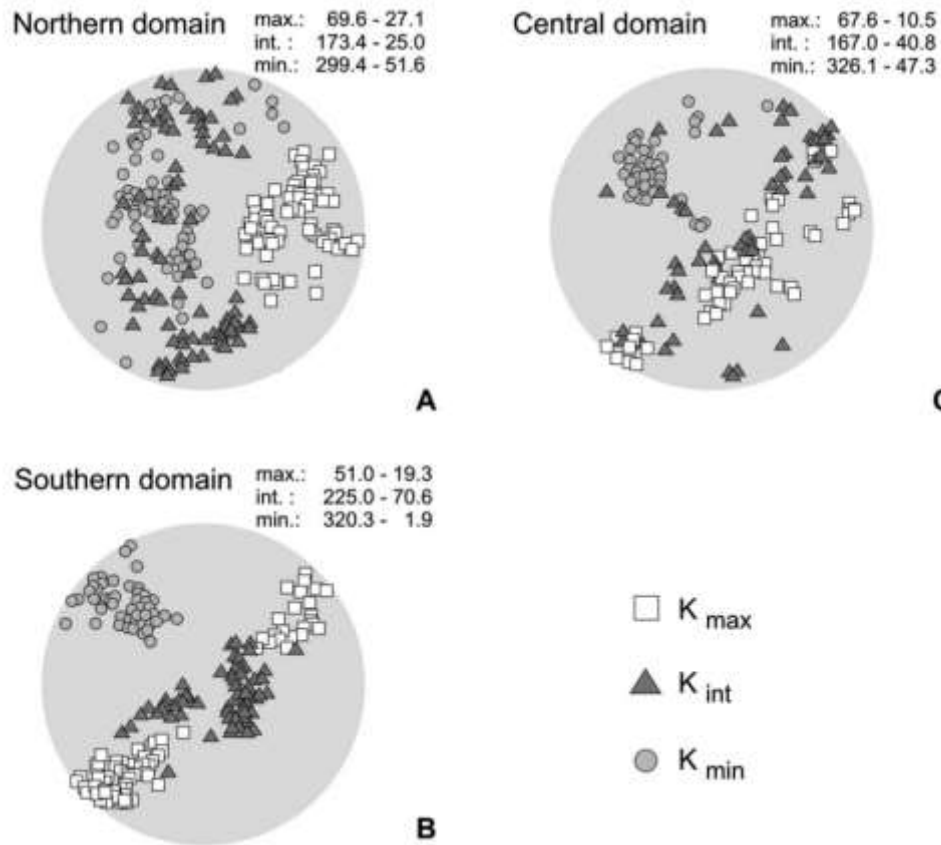 Northern domain
max.: 69.6 - 27.1
int. : 173.4 - 25.0
min.: 299.4 - 51.6
A
Central domain
max.: 67.6 - 10.5
int. : 167.0 - 40.8
min.: 326.1 - 47.3
Southern domain
max.: 51.0 - 19.3
int. : 225.0 - 70.6
min.: 320.3 - 1.9
B
K max
K int
K min